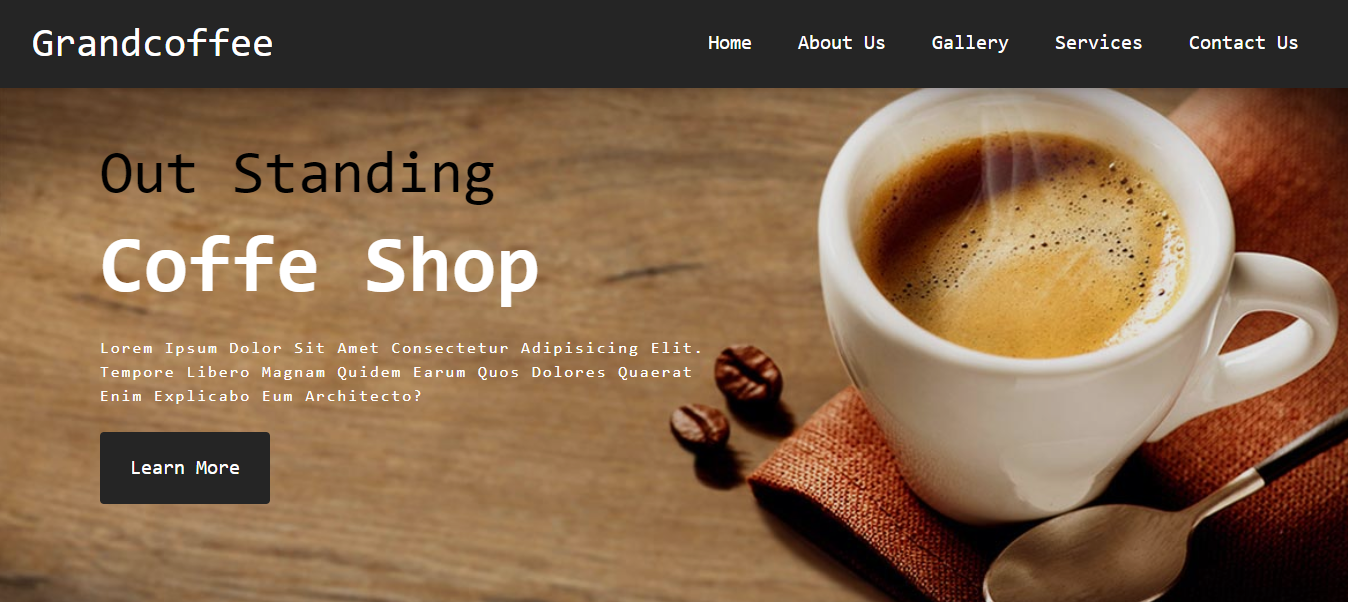 Grandcoffee
Home About Us Gallery Services Contact Us
Out Standing
Coffe Shop
Lorem Ipsum Dolor Sit Amet Consectetur Adipisicing Elit.
Tempore Libero Magnam Quidem Earum Quos Dolores Quaerat
Enim Explicabo Eum Architecto?
Learn More